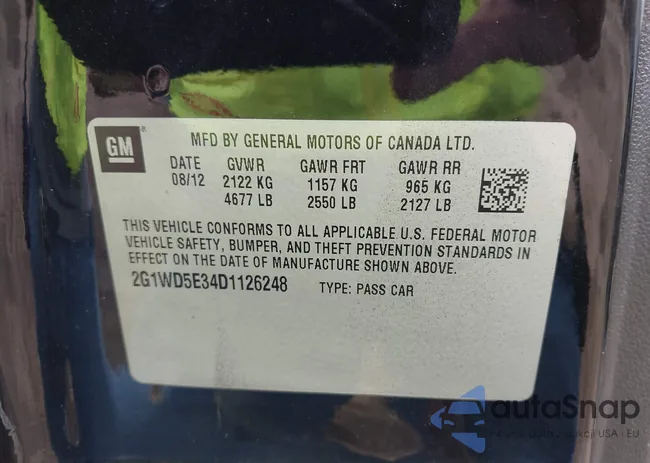 GM
MFD BY GENERAL MOTORS OF CANADA LTD.
DATE GVWR GAWR FRT GAWR RR
08/12 2122 KG 1157 KG 965 KG
4677 LB 2550 LB 2127 LB
THIS VEHICLE CONFORMS TO ALL APPLICABLE U.S. FEDERAL MOTOR
VEHICLE SAFETY, BUMPER, AND THEFT PREVENTION STANDARDS IN
EFFECT ON THE DATE OF MANUFACTURE SHOWN ABOVE.
2G1WD5E34D1126248 TYPE: PASS CAR
autoSnap
USA EU